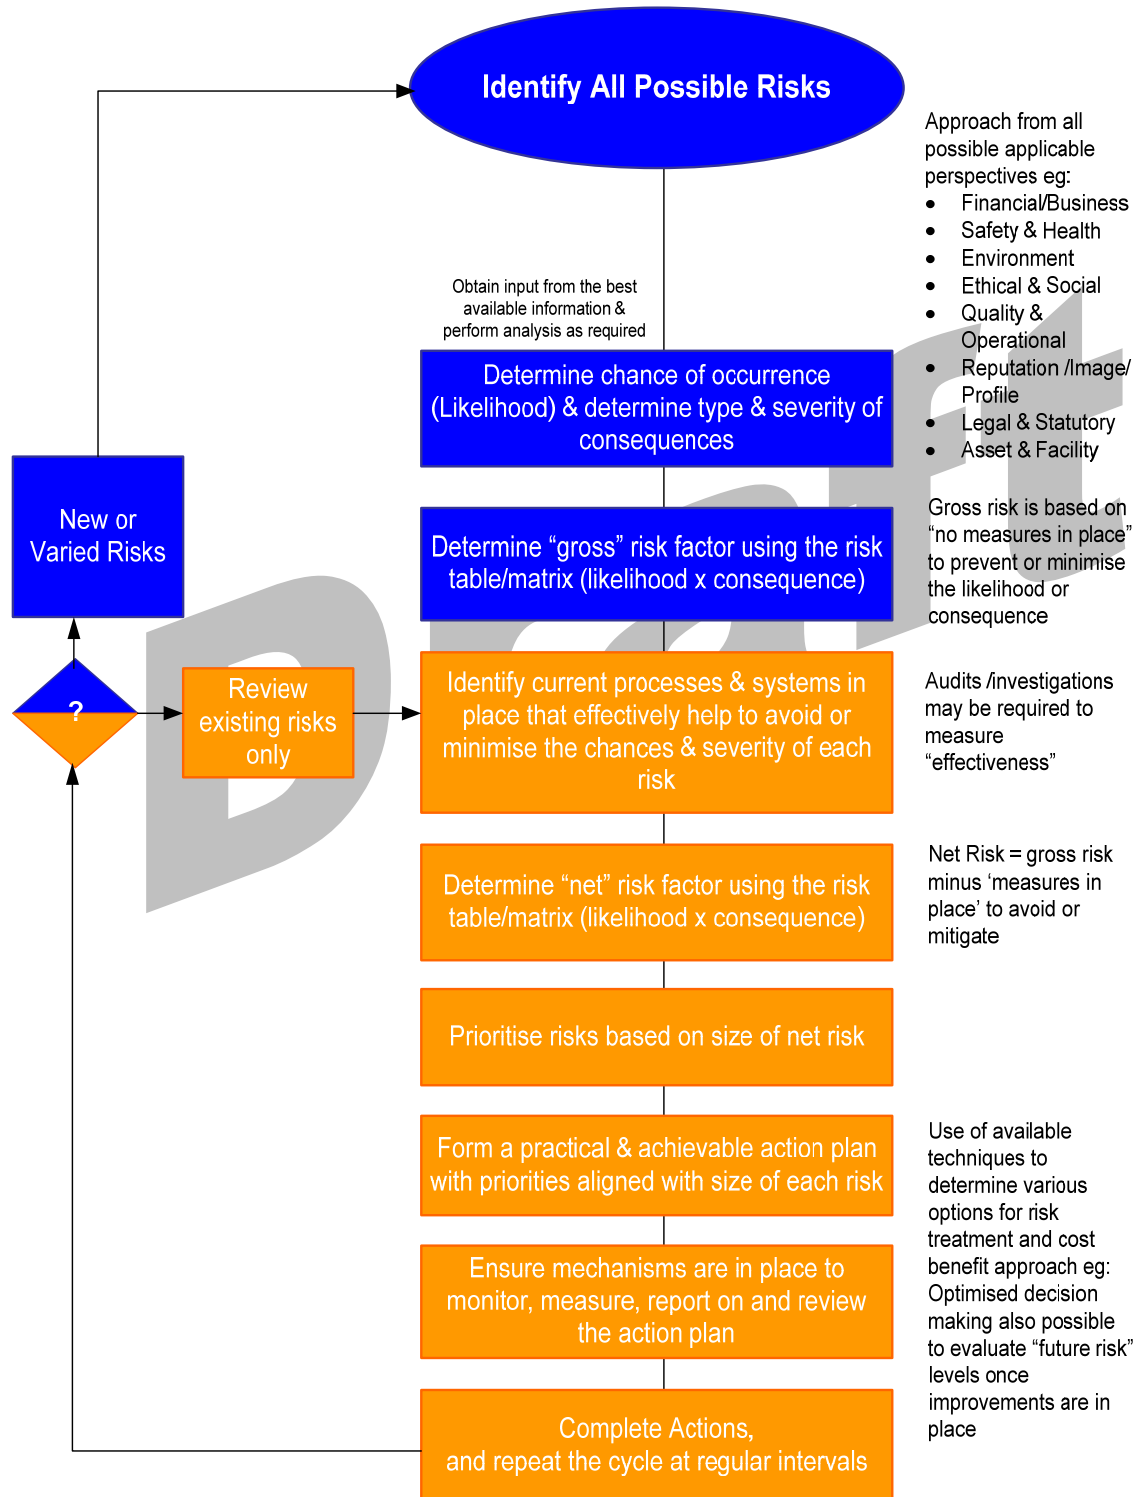 Identify All Possible Risks
Approach from all
possible applicable
perspectives eg:
• Financial/Business
• Safety & Health
• Environment
• Ethical & Social
• Quality &
Operational
• Reputation /Image/
Profile
• Legal & Statutory
• Asset & Facility
Obtain input from the best
available information &
perform analysis as required
Determine chance of occurrence
(Likelihood) & determine type & severity of
consequences
New or
Varied Risks
Determine “gross” risk factor using the risk
table/matrix (likelihood x consequence)
Gross risk is based on
“no measures in place”
to prevent or minimise
the likelihood or
consequence
?
Review
existing risks
only
Identify current processes & systems in
place that effectively help to avoid or
minimise the chances & severity of each
risk
Audits /investigations
may be required to
measure
“effectiveness”
Determine “net” risk factor using the risk
table/matrix (likelihood x consequence)
Net Risk = gross risk
minus ‘measures in
place’ to avoid or
mitigate
Prioritise risks based on size of net risk
Form a practical & achievable action plan
with priorities aligned with size of each risk
Use of available
techniques to
determine various
options for risk
treatment and cost
benefit approach eg:
Optimised decision
making also possible
to evaluate “future risk”
levels once
improvements are in
place
Ensure mechanisms are in place to
monitor, measure, report on and review
the action plan
Complete Actions,
and repeat the cycle at regular intervals
Draft